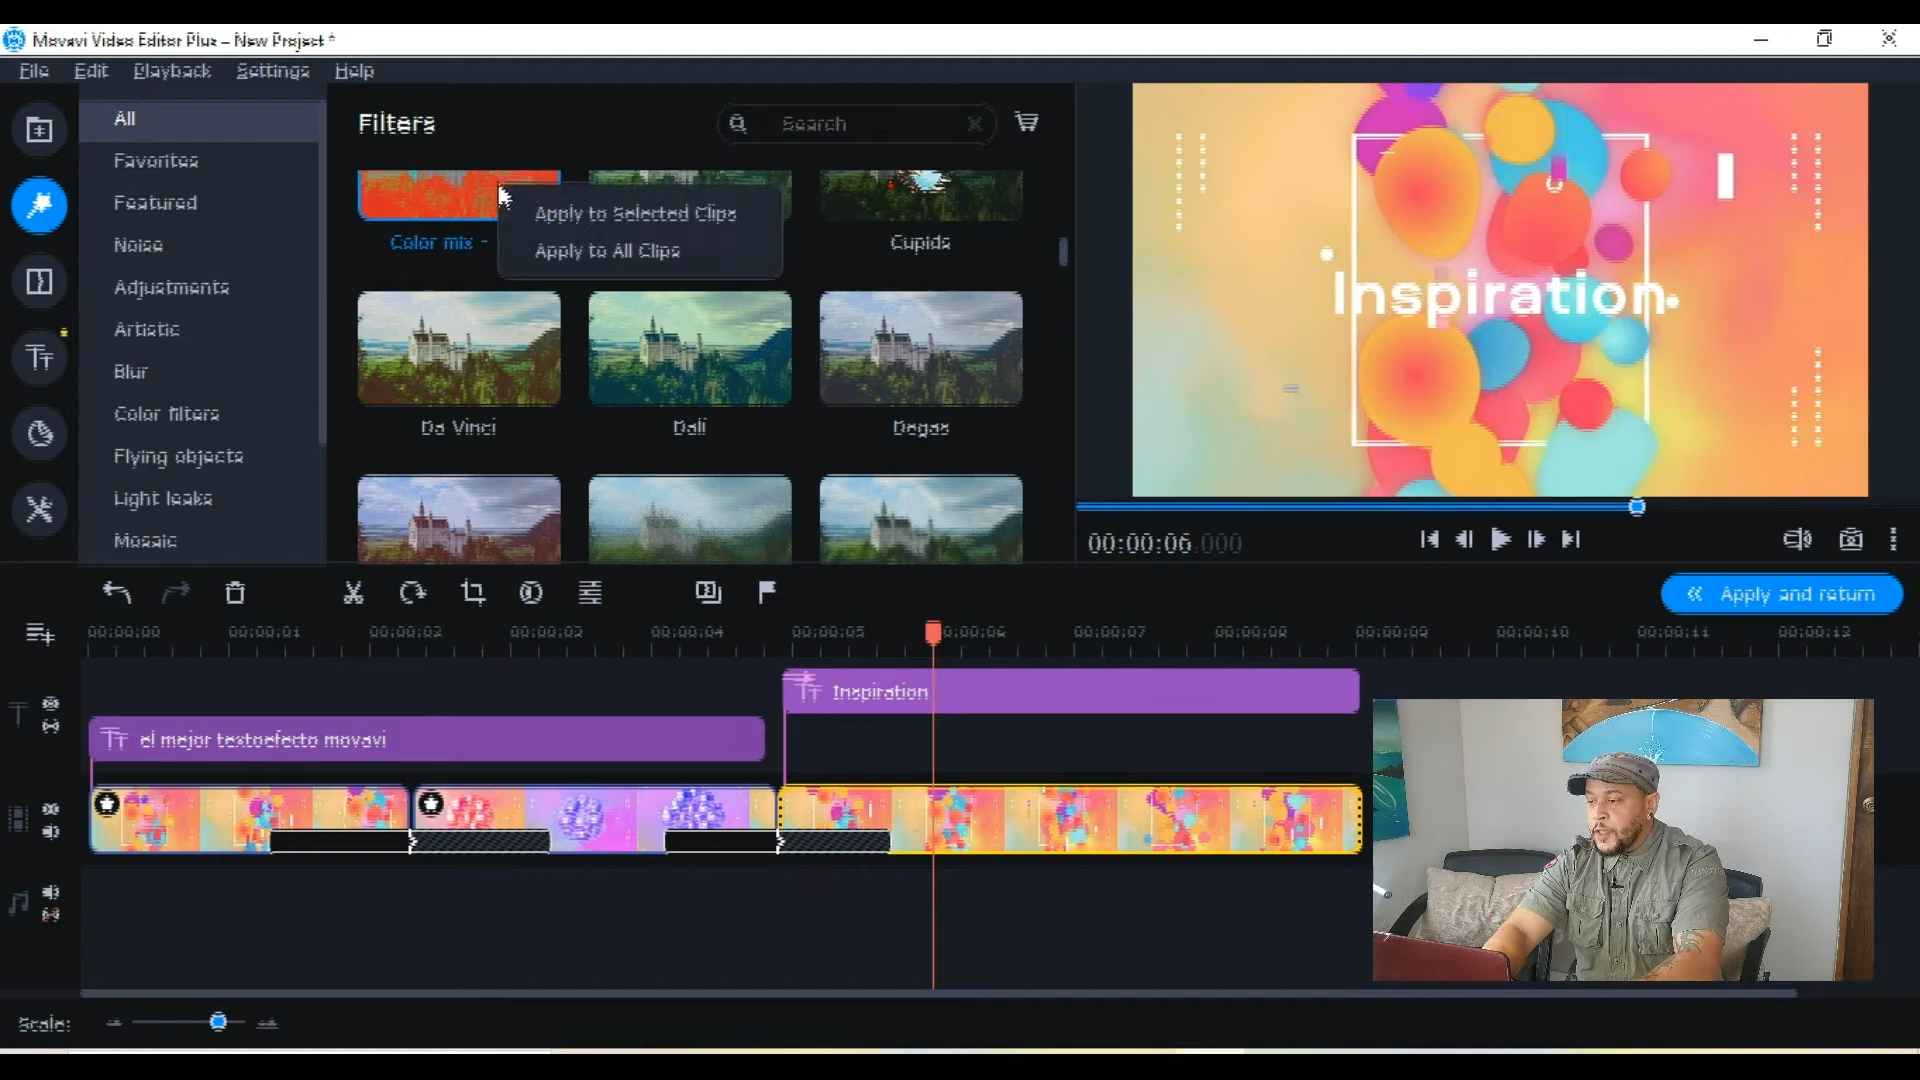 Movavi Video Editor Plus – New Project *
File Edit Playback Settings Help
All
Favorites
Featured
Noise
Adjustments
Artistic
Blur
Color filters
Flying objects
Light leaks
Mosaic
Filters
Search
Color mix -
Apply to Selected Clips
Apply to All Clips
Cupids
Da Vinci
Dalí
Degas
Inspiration
00:00:06.000
Apply and return
00:00:00 00:00:01 00:00:02 00:00:03 00:00:04 00:00:05 00:00:06 00:00:07 00:00:08 00:00:09 00:00:10 00:00:11 00:00:12
Inspiration
el mejor textoefecto movavi
Scale: